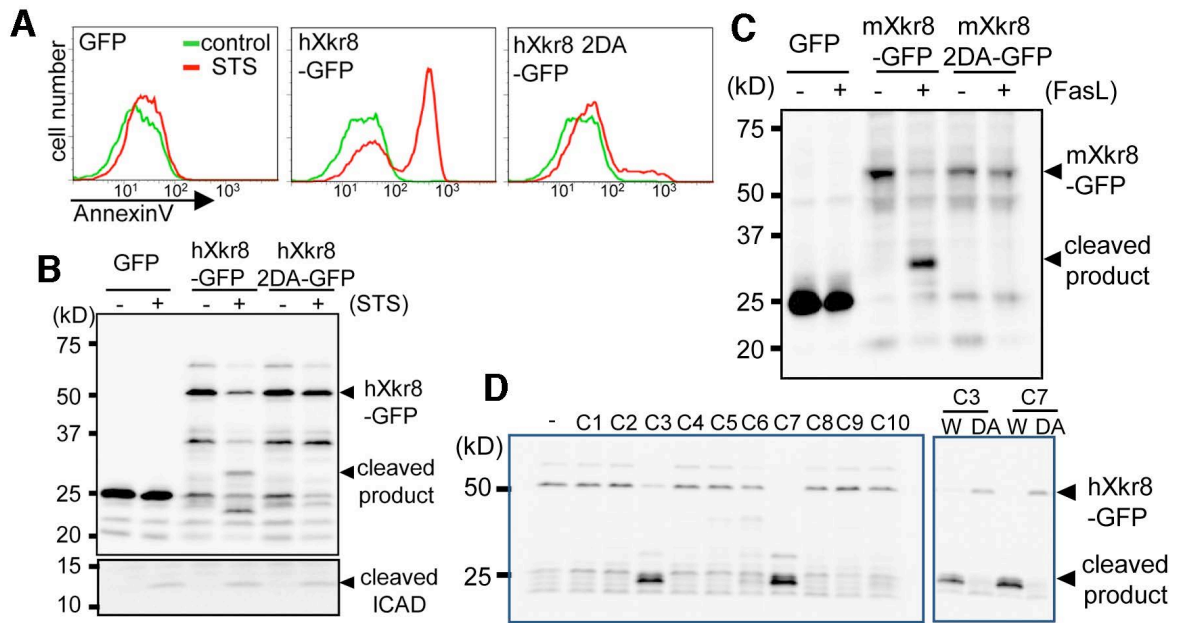 A
GFP
control
STS
hXkr8
-GFP
hXkr8 2DA
-GFP
cell number
10¹ 10² 10³
10¹ 10² 10³
10¹ 10² 10³
AnnexinV
B
GFP
hXkr8
-GFP
hXkr8
2DA-GFP
- + - + - + (STS)
(kD)
75
50
37
25
20
15
10
hXkr8
-GFP
cleaved
product
cleaved
ICAD
C
GFP
mXkr8
-GFP
mXkr8
2DA-GFP
(kD)
- + - + - + (FasL)
75
50
37
25
20
mXkr8
-GFP
cleaved
product
D
(kD)
- C1 C2 C3 C4 C5 C6 C7 C8 C9 C10
50
25
C3 C7
W DA W DA
hXkr8
-GFP
cleaved
product